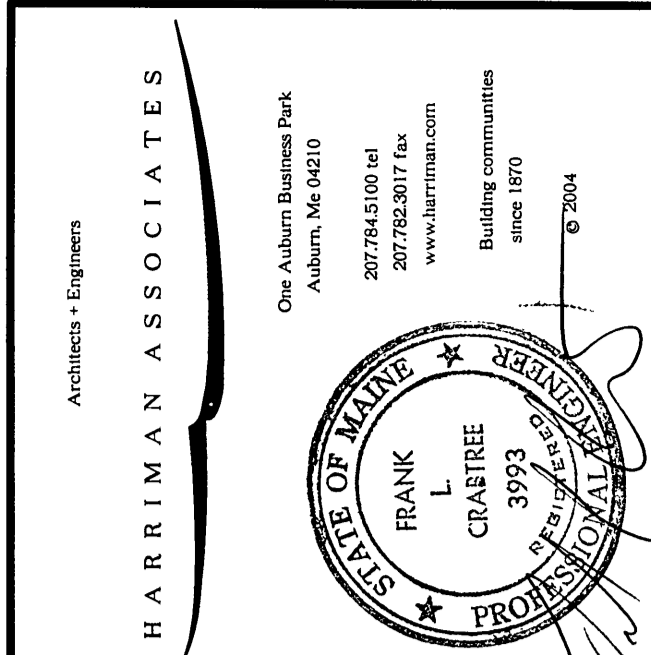 Architects + Engineers
HARRIMAN ASSOCIATES
One Auburn Business Park
Auburn, Me 04210
207.784.5100 tel
207.782.3017 fax
www.harriman.com
Building communities
since 1870
© 2004
STATE OF MAINE
FRANK
L.
CRABTREE
3993
REGISTERED
PROFESSIONAL ENGINEER